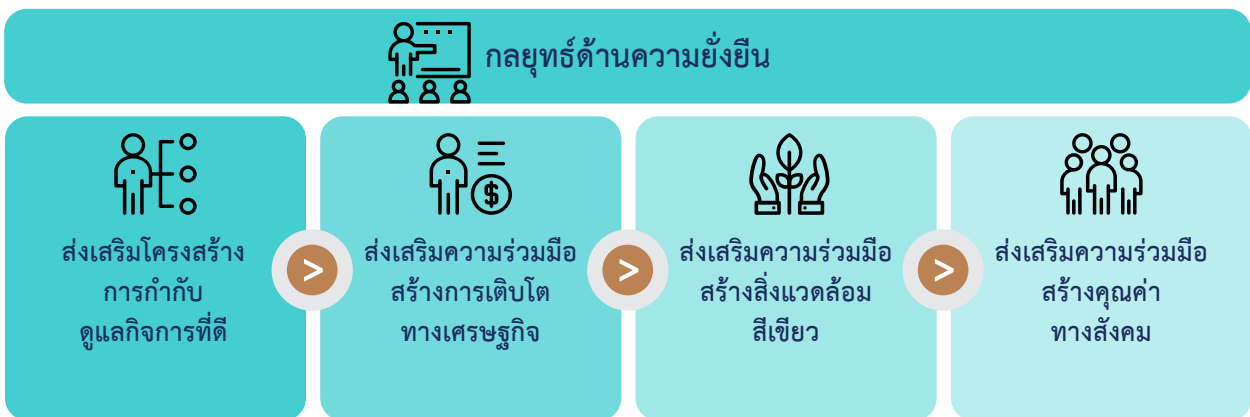 กลยุทธ์ด้านความยั่งยืน
ส่งเสริมโครงสร้าง
การกำกับ
ดูแลกิจการที่ดี
>
ส่งเสริมความร่วมมือ
สร้างการเติบโต
ทางเศรษฐกิจ
>
ส่งเสริมความร่วมมือ
สร้างสิ่งแวดล้อม
สีเขียว
>
ส่งเสริมความร่วมมือ
สร้างคุณค่า
ทางสังคม